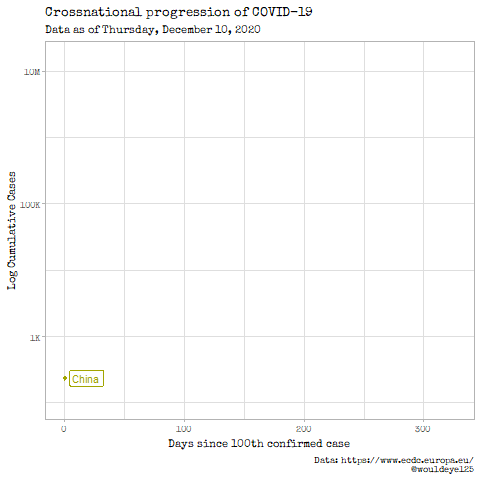 Crossnational progression of COVID-19
Data as of Thursday, December 10, 2020
10M
100K
1K
Log Cumulative Cases
China
0 100 200 300
Days since 100th confirmed case
Data: https://www.ecdc.europa.eu/
@wouldeye125